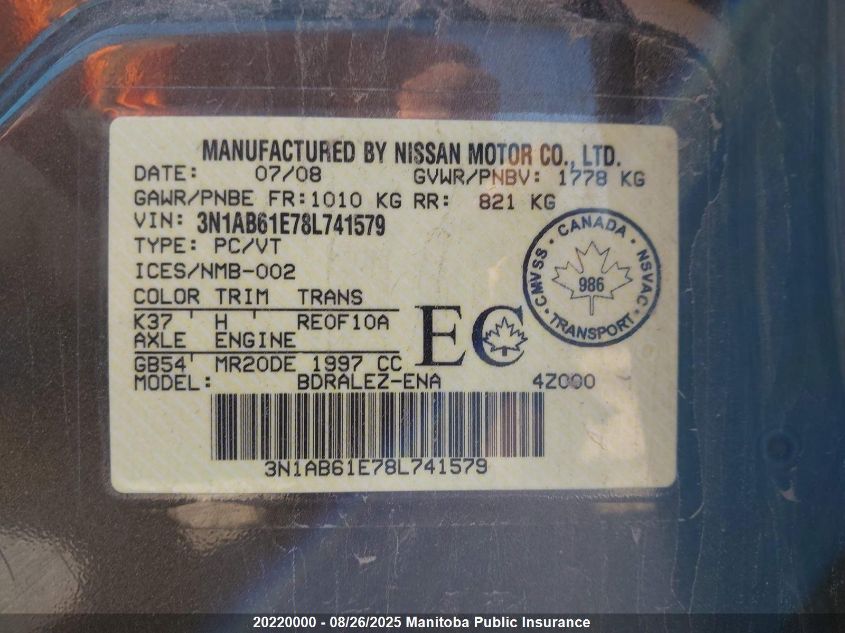 MANUFACTURED BY NISSAN MOTOR CO., LTD.
DATE: 07/08 GVWR/PNBV: 1778 KG
GAWR/PNBE FR:1010 KG RR: 821 KG
VIN: 3N1AB61E78L741579
TYPE: PC/VT
ICES/NMB-002
COLOR TRIM TRANS
K37 ' H ' RE0F10A
AXLE ENGINE
GB54' MR20DE 1997 CC
MODEL: BDRALEZ-ENA 4Z000
3N1AB61E78L741579
EC
CANADA
CMVSS · NSVAC
986
TRANSPORT
20220000 - 08/26/2025 Manitoba Public Insurance